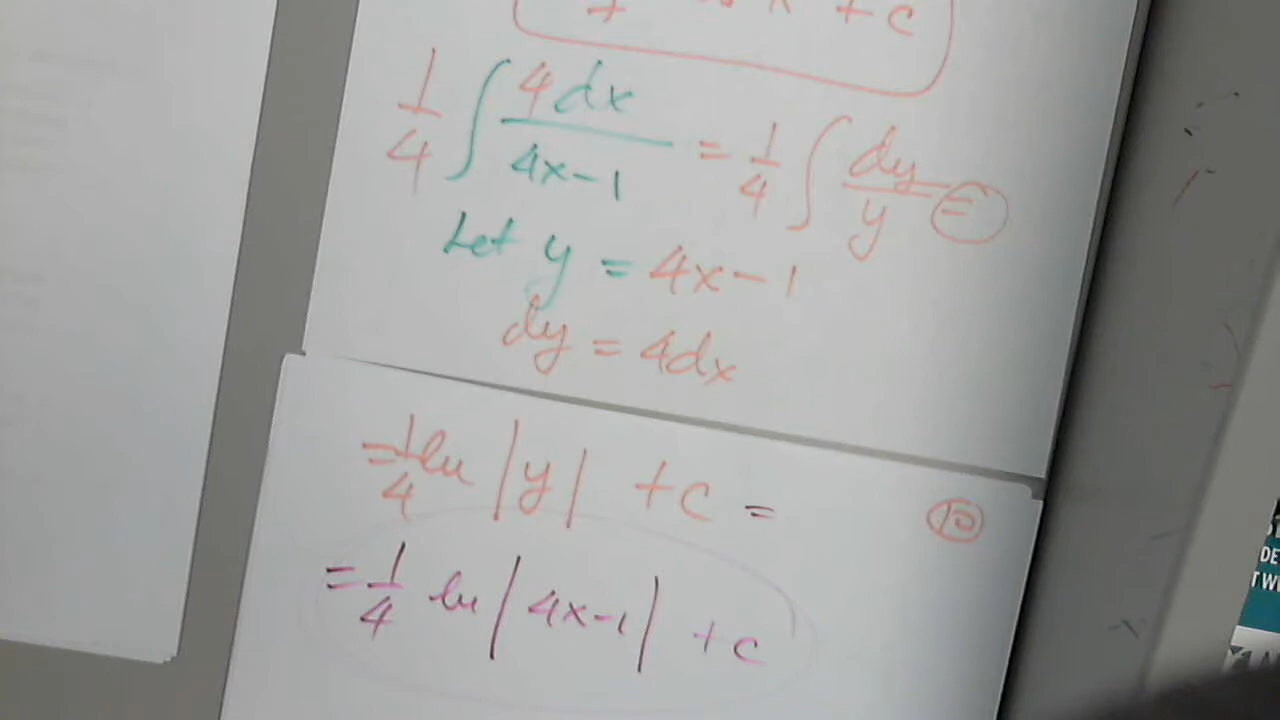 + c
1/4 ∫ 4dx/4x-1 = 1/4 ∫ dy/y =
Let y = 4x-1
dy = 4dx
= 1/4 ln |y| + c =
10
= 1/4 ln |4x-1| + c